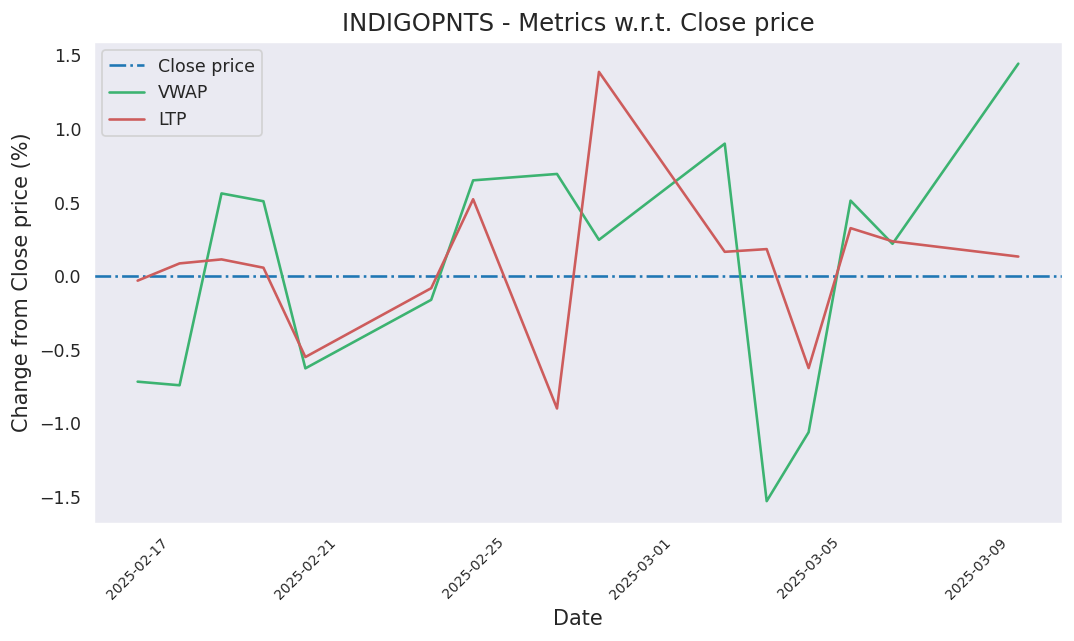 INDIGOPNTS - Metrics w.r.t. Close price
Close price
VWAP
LTP
Change from Close price (%)
1.5
1.0
0.5
0.0
−0.5
−1.0
−1.5
2025-02-17
2025-02-21
2025-02-25
2025-03-01
2025-03-05
2025-03-09
Date